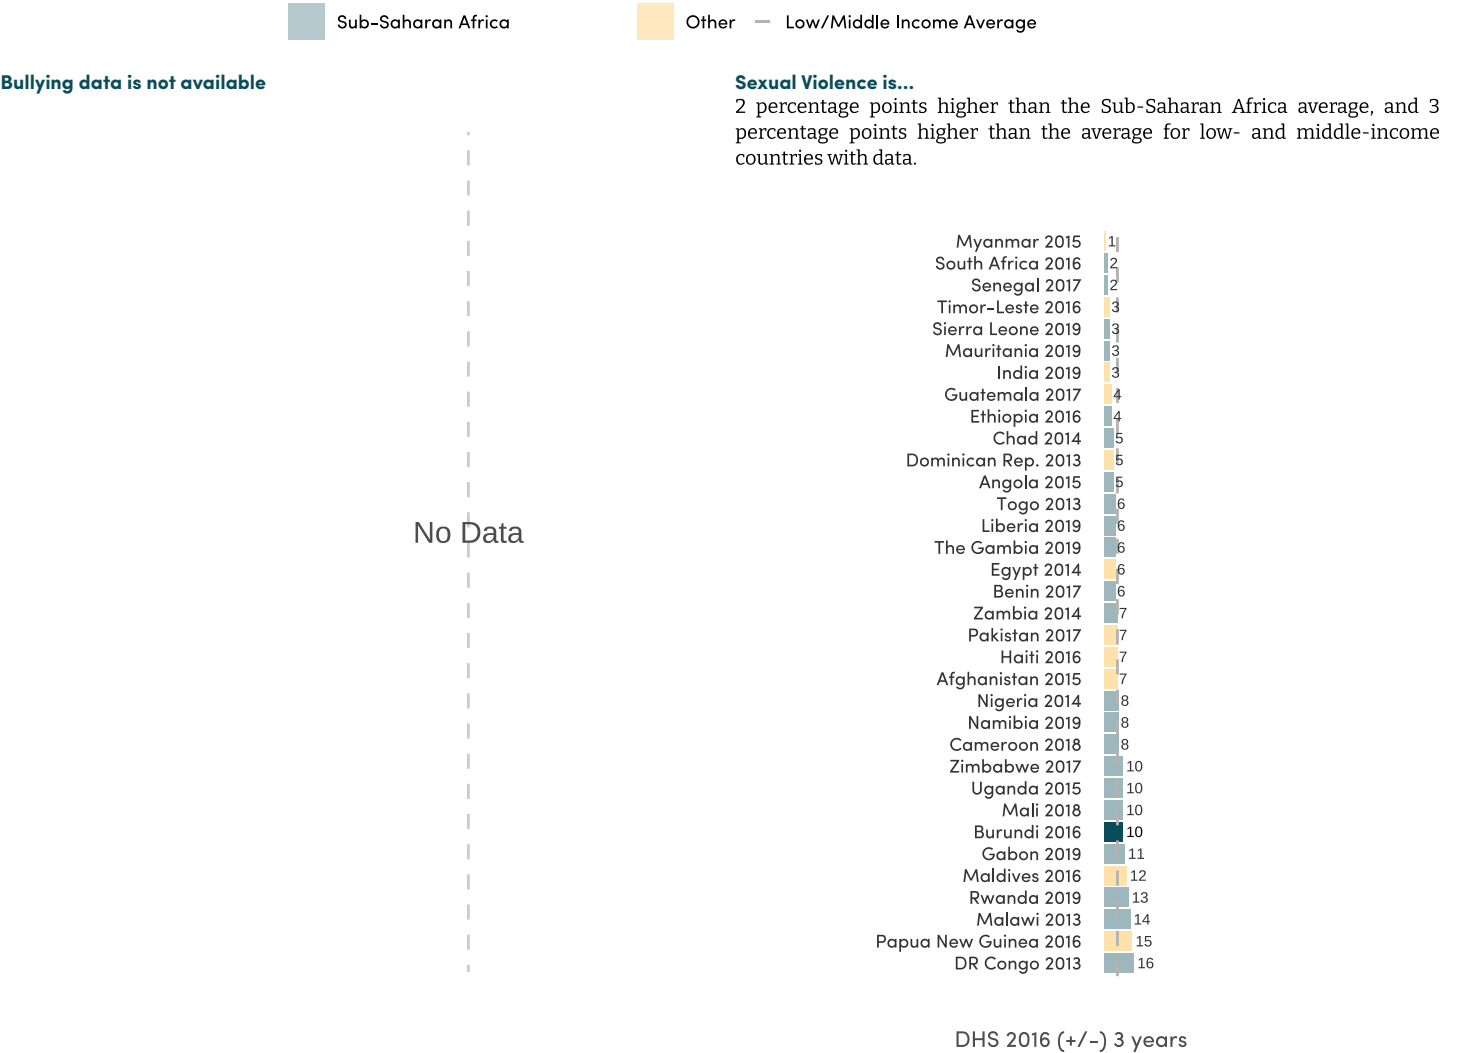 Sub-Saharan Africa
Other
Low/Middle Income Average
Bullying data is not available
No Data
Sexual Violence is...
2 percentage points higher than the Sub-Saharan Africa average, and 3
percentage points higher than the average for low- and middle-income
countries with data.
Myanmar 2015 1
South Africa 2016 2
Senegal 2017 2
Timor-Leste 2016 3
Sierra Leone 2019 3
Mauritania 2019 3
India 2019 3
Guatemala 2017 4
Ethiopia 2016 4
Chad 2014 5
Dominican Rep. 2013 5
Angola 2015 5
Togo 2013 6
Liberia 2019 6
The Gambia 2019 6
Egypt 2014 6
Benin 2017 6
Zambia 2014 7
Pakistan 2017 7
Haiti 2016 7
Afghanistan 2015 7
Nigeria 2014 8
Namibia 2019 8
Cameroon 2018 8
Zimbabwe 2017 10
Uganda 2015 10
Mali 2018 10
Burundi 2016 10
Gabon 2019 11
Maldives 2016 12
Rwanda 2019 13
Malawi 2013 14
Papua New Guinea 2016 15
DR Congo 2013 16
DHS 2016 (+/-) 3 years